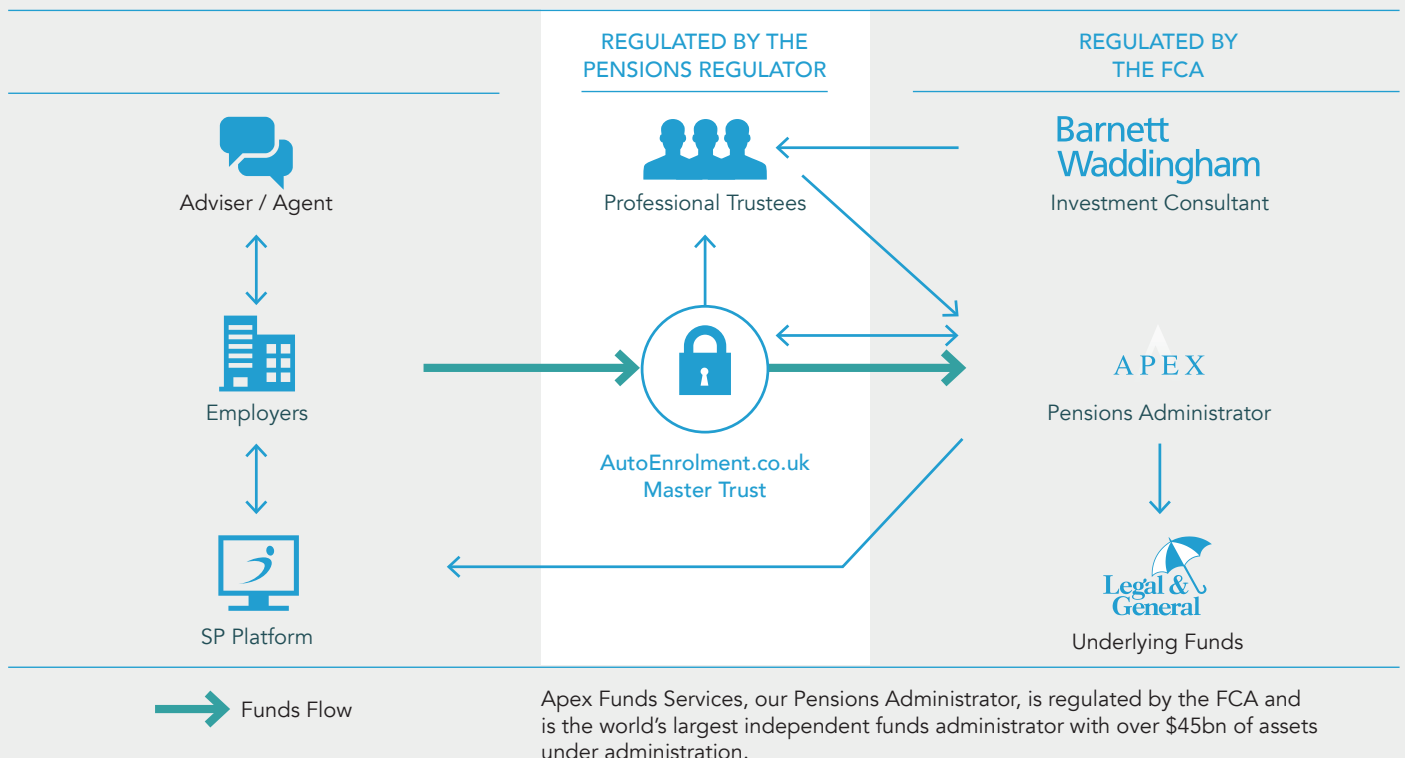 REGULATED BY THE
PENSIONS REGULATOR
REGULATED BY
THE FCA
Adviser / Agent
Professional Trustees
Barnett
Waddingham
Investment Consultant
Employers
AutoEnrolment.co.uk
Master Trust
APEX
Pensions Administrator
SP Platform
Legal &
General
Underlying Funds
Funds Flow
Apex Funds Services, our Pensions Administrator, is regulated by the FCA and
is the world's largest independent funds administrator with over $45bn of assets
under administration.